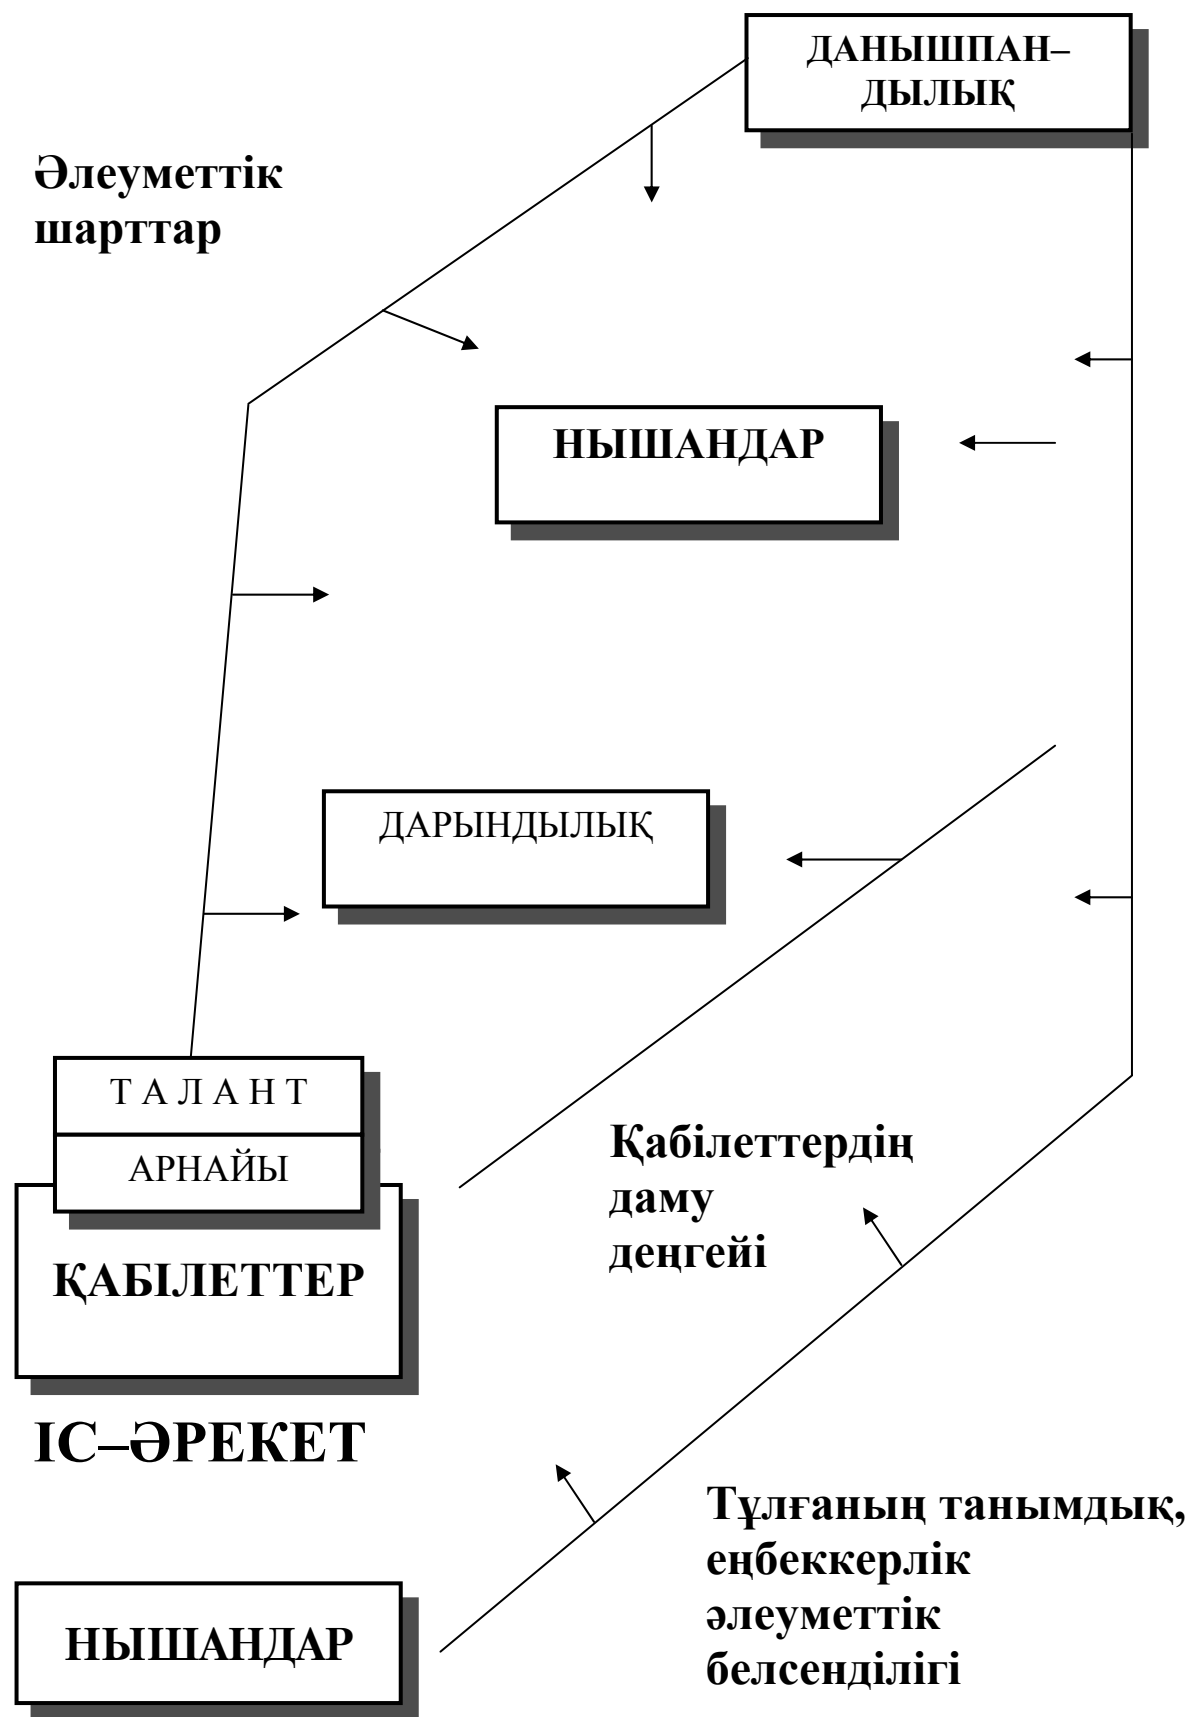 ДАНЫШПАН–
ДЫЛЫҚ
Әлеуметтік
шарттар
НЫШАНДАР
ДАРЫНДЫЛЫҚ
Т А Л А Н Т
АРНАЙЫ
ҚАБІЛЕТТЕР
Қабілеттердің
даму
деңгейі
ІС–ӘРЕКЕТ
Тұлғаның танымдық,
еңбеккерлік
әлеуметтік
белсенділігі
НЫШАНДАР